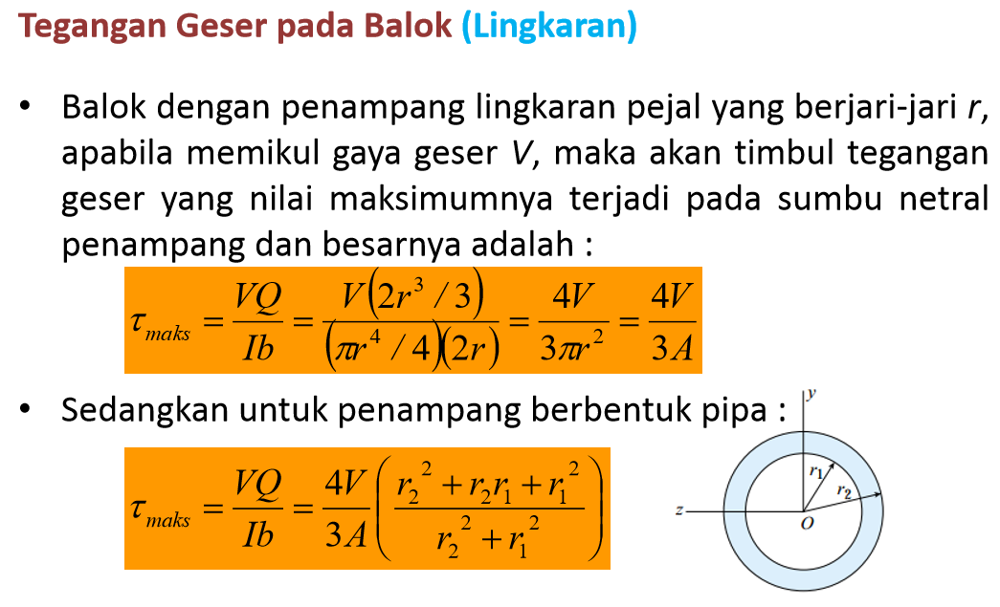 Tegangan Geser pada Balok (Lingkaran)
• Balok dengan penampang lingkaran pejal yang berjari-jari r,
apabila memikul gaya geser V, maka akan timbul tegangan
geser yang nilai maksimumnya terjadi pada sumbu netral
penampang dan besarnya adalah :
τ_maks = VQ/Ib = V(2r³/3)/(πr⁴/4)(2r) = 4V/3πr² = 4V/3A
• Sedangkan untuk penampang berbentuk pipa :
τ_maks = VQ/Ib = 4V/3A ((r₂² + r₂r₁ + r₁²)/(r₂² + r₁²))
y
r₁
r₂
z
O